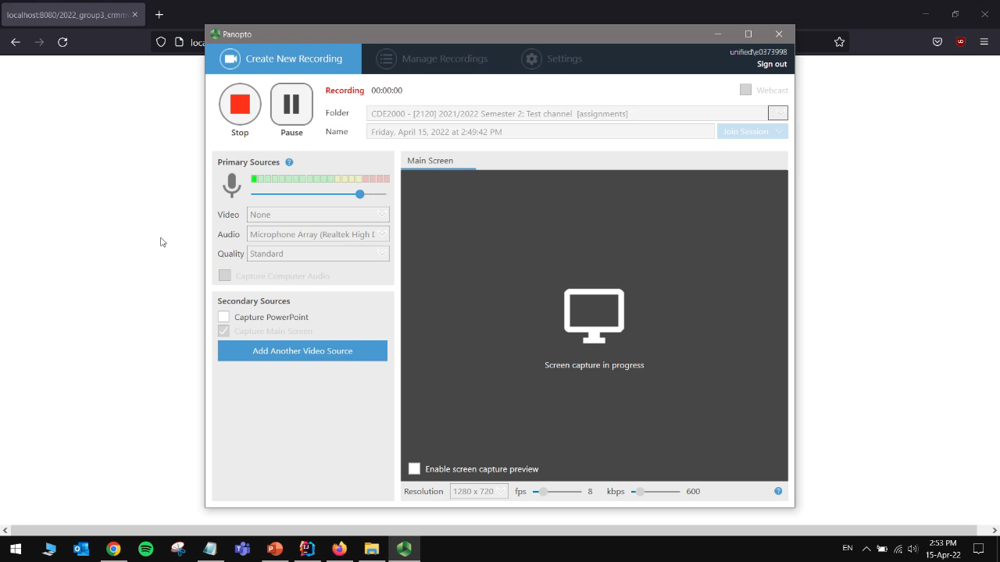 localhost:8080/2022_group3_crmm
loc
Panopto
Create New Recording
Manage Recordings
Settings
unified\e0373998
Sign out
Stop
Pause
Recording 00:00:00
Webcast
Folder CDE2000 - [2120] 2021/2022 Semester 2: Test channel [assignments]
Name Friday, April 15, 2022 at 2:49:42 PM
Join Session
Primary Sources ?
Video None
Audio Microphone Array (Realtek High D
Quality Standard
Capture Computer Audio
Secondary Sources
Capture PowerPoint
Capture Main Screen
Add Another Video Source
Main Screen
Screen capture in progress
Enable screen capture preview
Resolution 1280 x 720 fps 8 kbps 600 ?
EN
2:53 PM
15-Apr-22